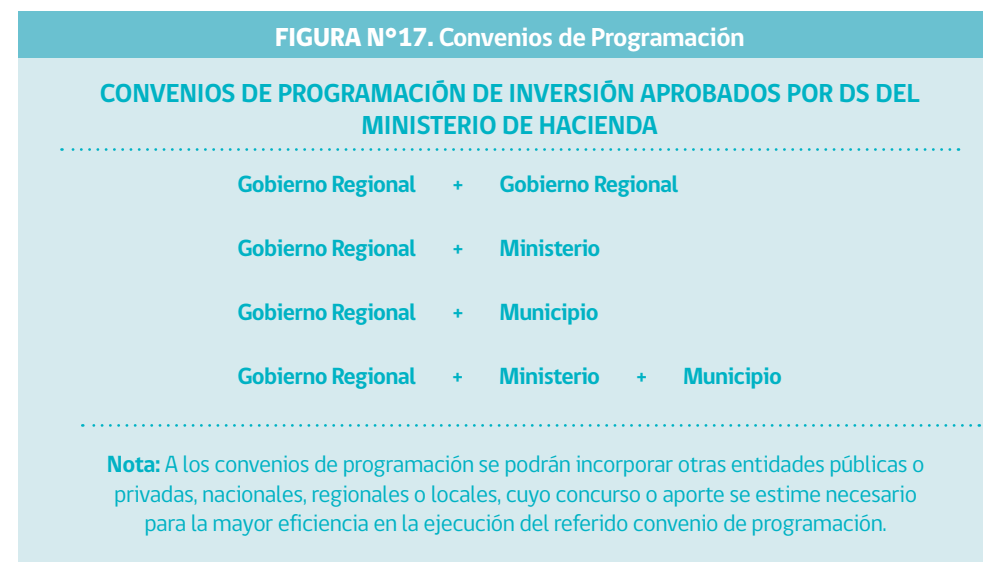 FIGURA N°17. Convenios de Programación
CONVENIOS DE PROGRAMACIÓN DE INVERSIÓN APROBADOS POR DS DEL
MINISTERIO DE HACIENDA
Gobierno Regional + Gobierno Regional
Gobierno Regional + Ministerio
Gobierno Regional + Municipio
Gobierno Regional + Ministerio + Municipio
Nota: A los convenios de programación se podrán incorporar otras entidades públicas o
privadas, nacionales, regionales o locales, cuyo concurso o aporte se estime necesario
para la mayor eficiencia en la ejecución del referido convenio de programación.